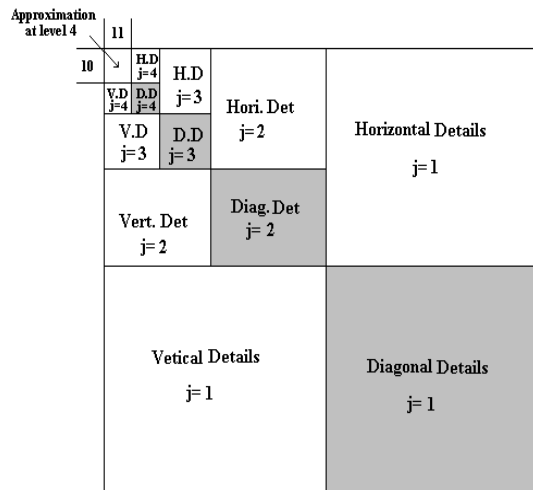 Approximation
at level 4
11
10
H.D
j=4
H.D
j=3
Hori. Det
j=2
Horizontal Details
j=1
V.D
j=4
D.D
j=4
V.D
j=3
D.D
j=3
Vert. Det
j=2
Diag. Det
j=2
Vetical Details
j=1
Diagonal Details
j=1